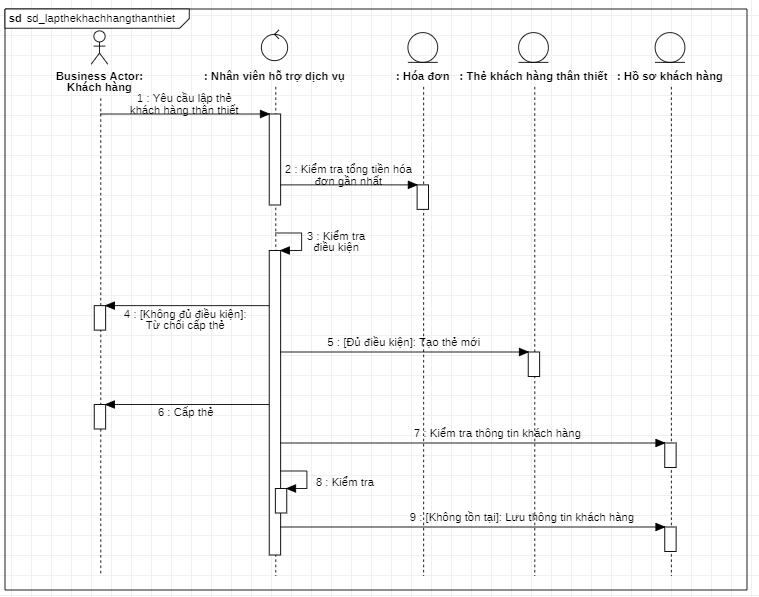 sd sd_lapthekhachhangthanthiet
Business Actor:
Khách hàng
: Nhân viên hỗ trợ dịch vụ
: Hóa đơn
: Thẻ khách hàng thân thiết
: Hồ sơ khách hàng
1 : Yêu cầu lập thẻ
khách hàng thân thiết
2 : Kiểm tra tổng tiền hóa
đơn gần nhất
3 : Kiểm tra
điều kiện
4 : [Không đủ điều kiện]:
Từ chối cấp thẻ
5 : [Đủ điều kiện]: Tạo thẻ mới
6 : Cấp thẻ
7 : Kiểm tra thông tin khách hàng
8 : Kiểm tra
9 : [Không tồn tại]: Lưu thông tin khách hàng